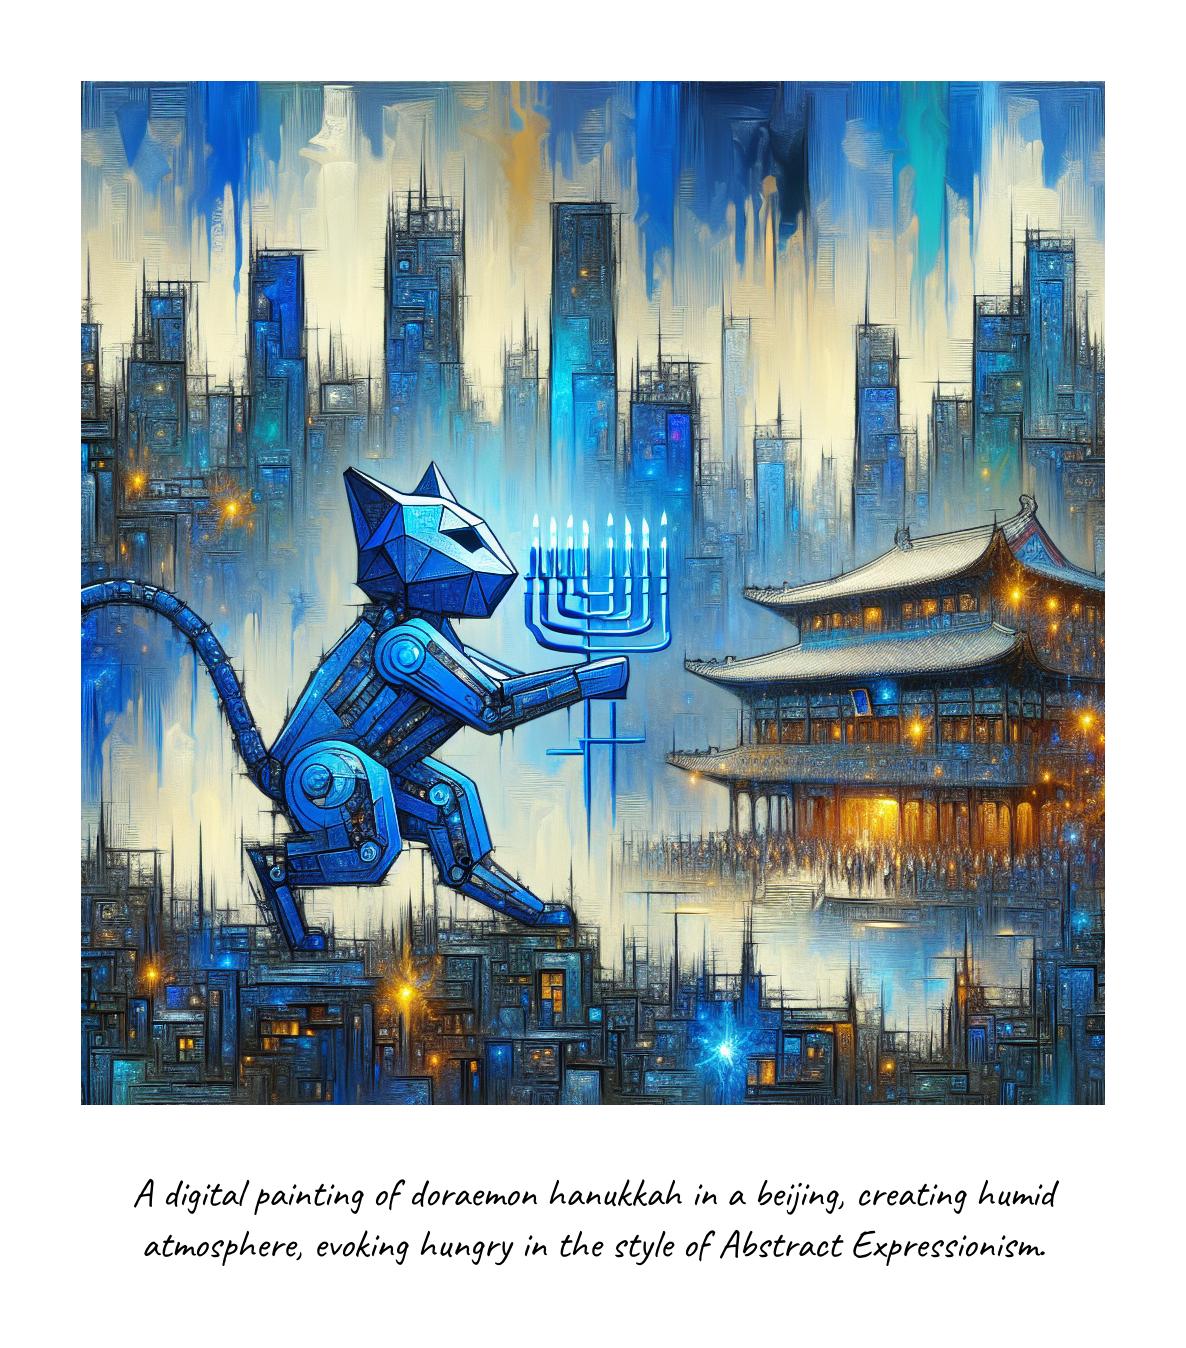 A digital painting of doraemon hanukkah in a beijing, creating humid
atmosphere, evoking hungry in the style of Abstract Expressionism.